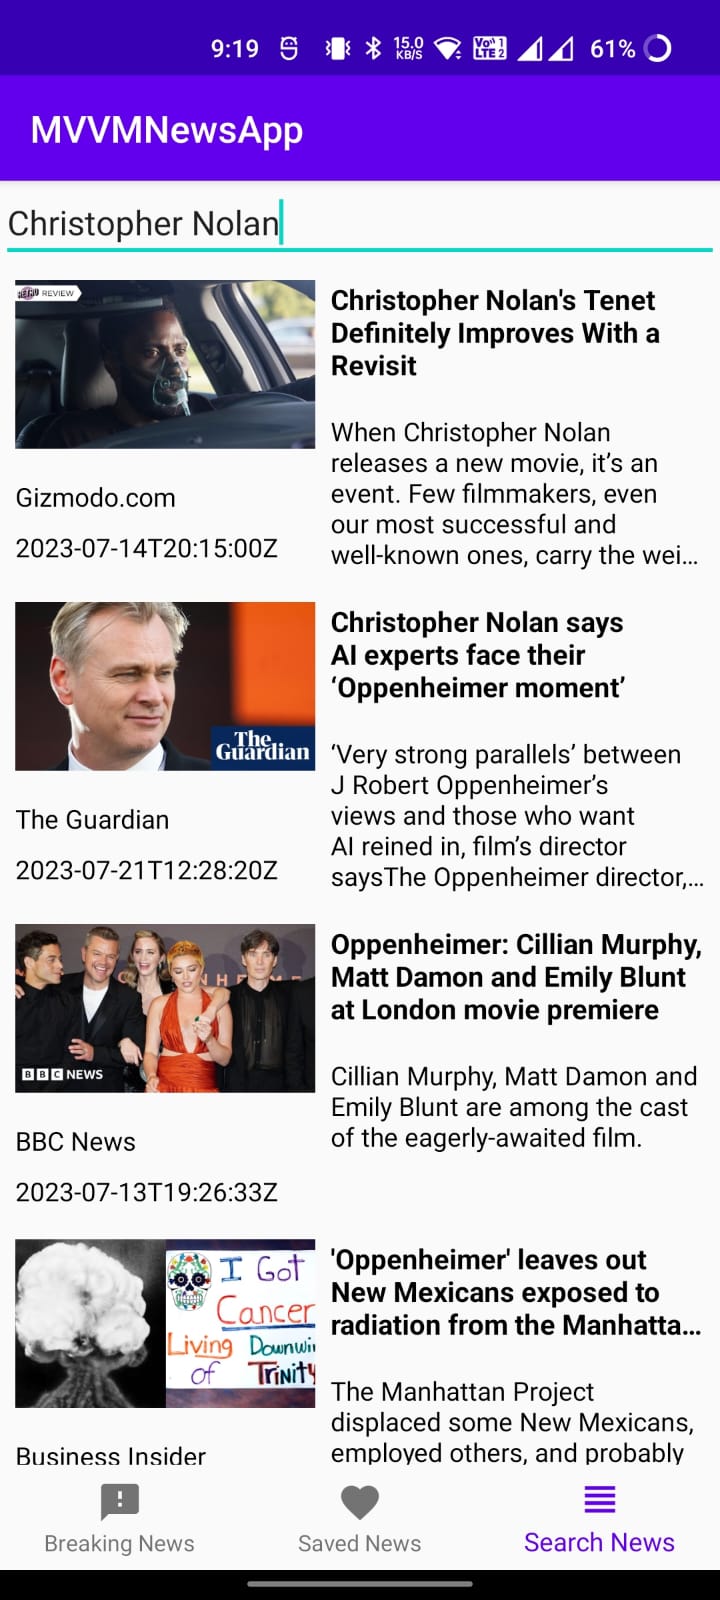 9:19 15.0 KB/S Vo)) 1 LTE 2 61%
MVVMNewsApp
Christopher Nolan
REVIEW
Gizmodo.com
2023-07-14T20:15:00Z
Christopher Nolan's Tenet
Definitely Improves With a
Revisit
When Christopher Nolan
releases a new movie, it’s an
event. Few filmmakers, even
our most successful and
well-known ones, carry the wei…
The
Guardian
The Guardian
2023-07-21T12:28:20Z
Christopher Nolan says
AI experts face their
‘Oppenheimer moment’
‘Very strong parallels’ between
J Robert Oppenheimer’s
views and those who want
AI reined in, film’s director
saysThe Oppenheimer director,…
BBC NEWS
BBC News
2023-07-13T19:26:33Z
Oppenheimer: Cillian Murphy,
Matt Damon and Emily Blunt
at London movie premiere
Cillian Murphy, Matt Damon and
Emily Blunt are among the cast
of the eagerly-awaited film.
I Got
Cancer
Living Downwi
of Trinity
Business Insider
'Oppenheimer' leaves out
New Mexicans exposed to
radiation from the Manhatta…
The Manhattan Project
displaced some New Mexicans,
employed others, and probably
Breaking News
Saved News
Search News